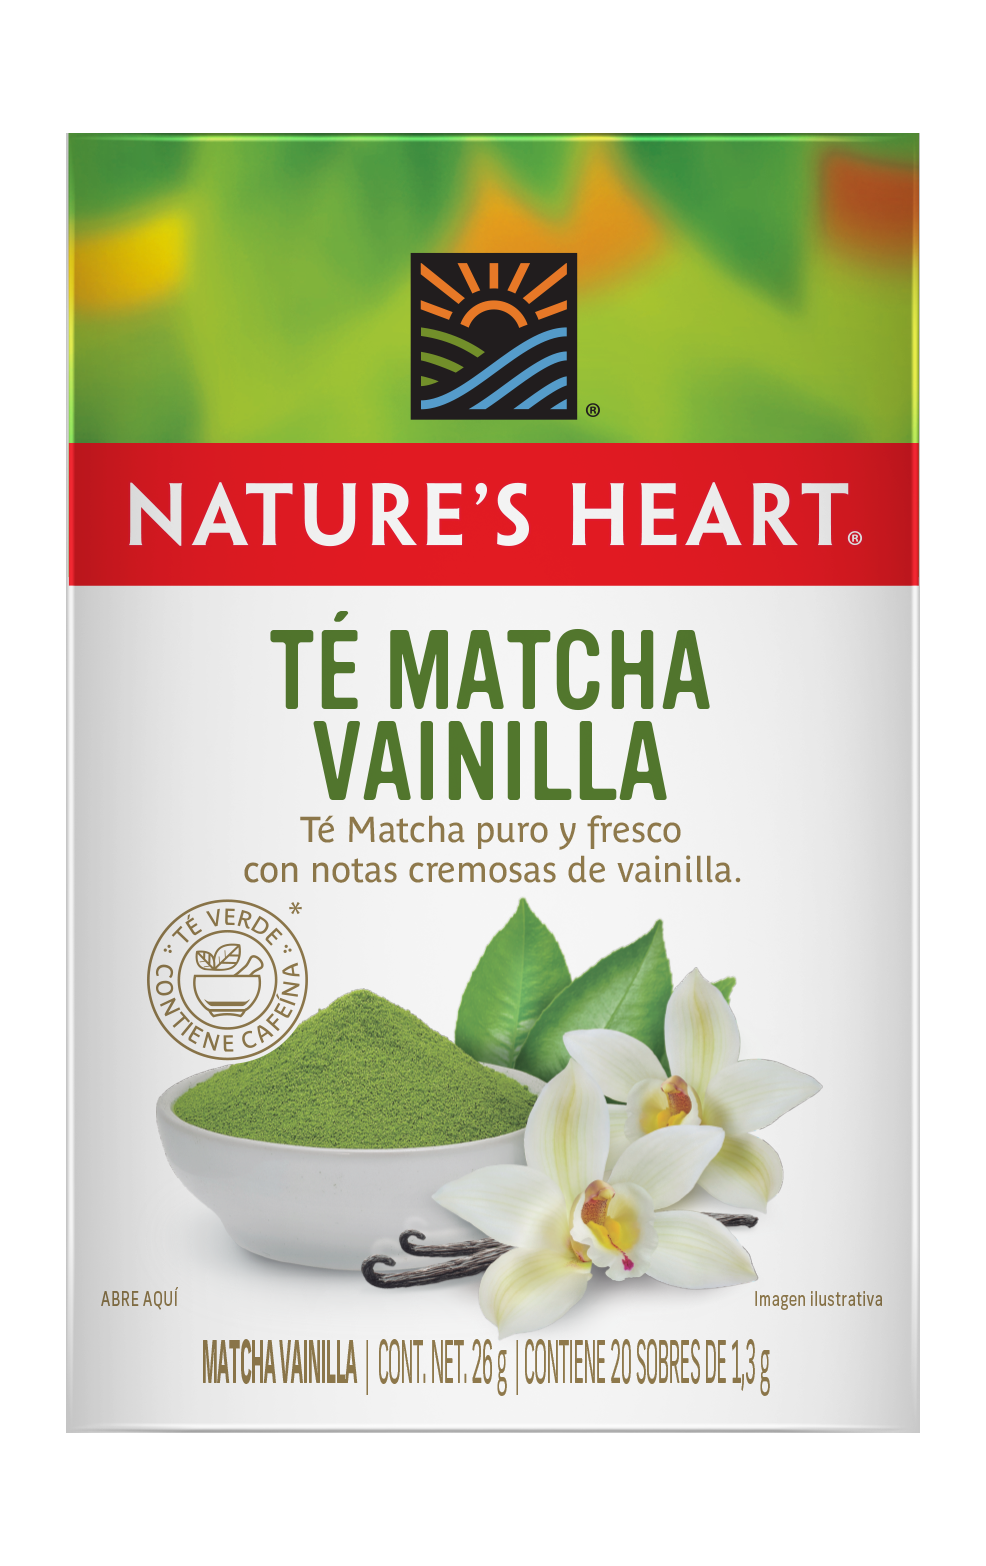 ®
NATURE'S HEART®
TÉ MATCHA
VAINILLA
Té Matcha puro y fresco
con notas cremosas de vainilla.
TÉ VERDE *
CONTIENE CAFEÍNA
ABRE AQUÍ
Imagen ilustrativa
MATCHA VAINILLA | CONT. NET. 26 g | CONTIENE 20 SOBRES DE 1,3 g